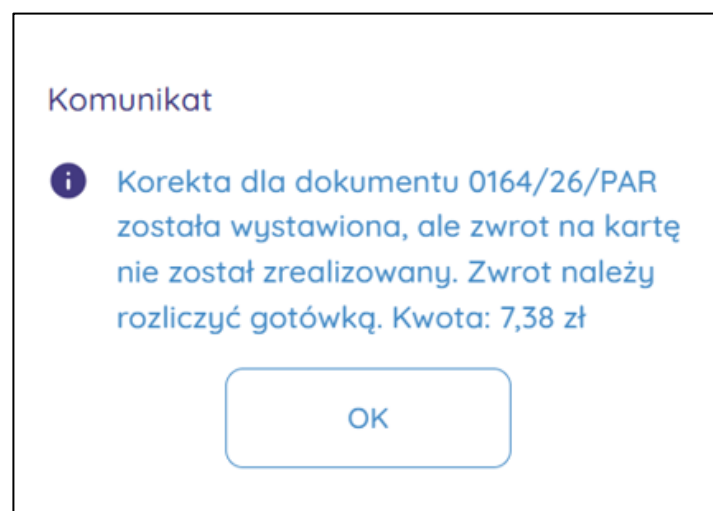 Komunikat
Korekta dla dokumentu 0164/26/PAR
została wystawiona, ale zwrot na kartę
nie został zrealizowany. Zwrot należy
rozliczyć gotówką. Kwota: 7,38 zł
OK